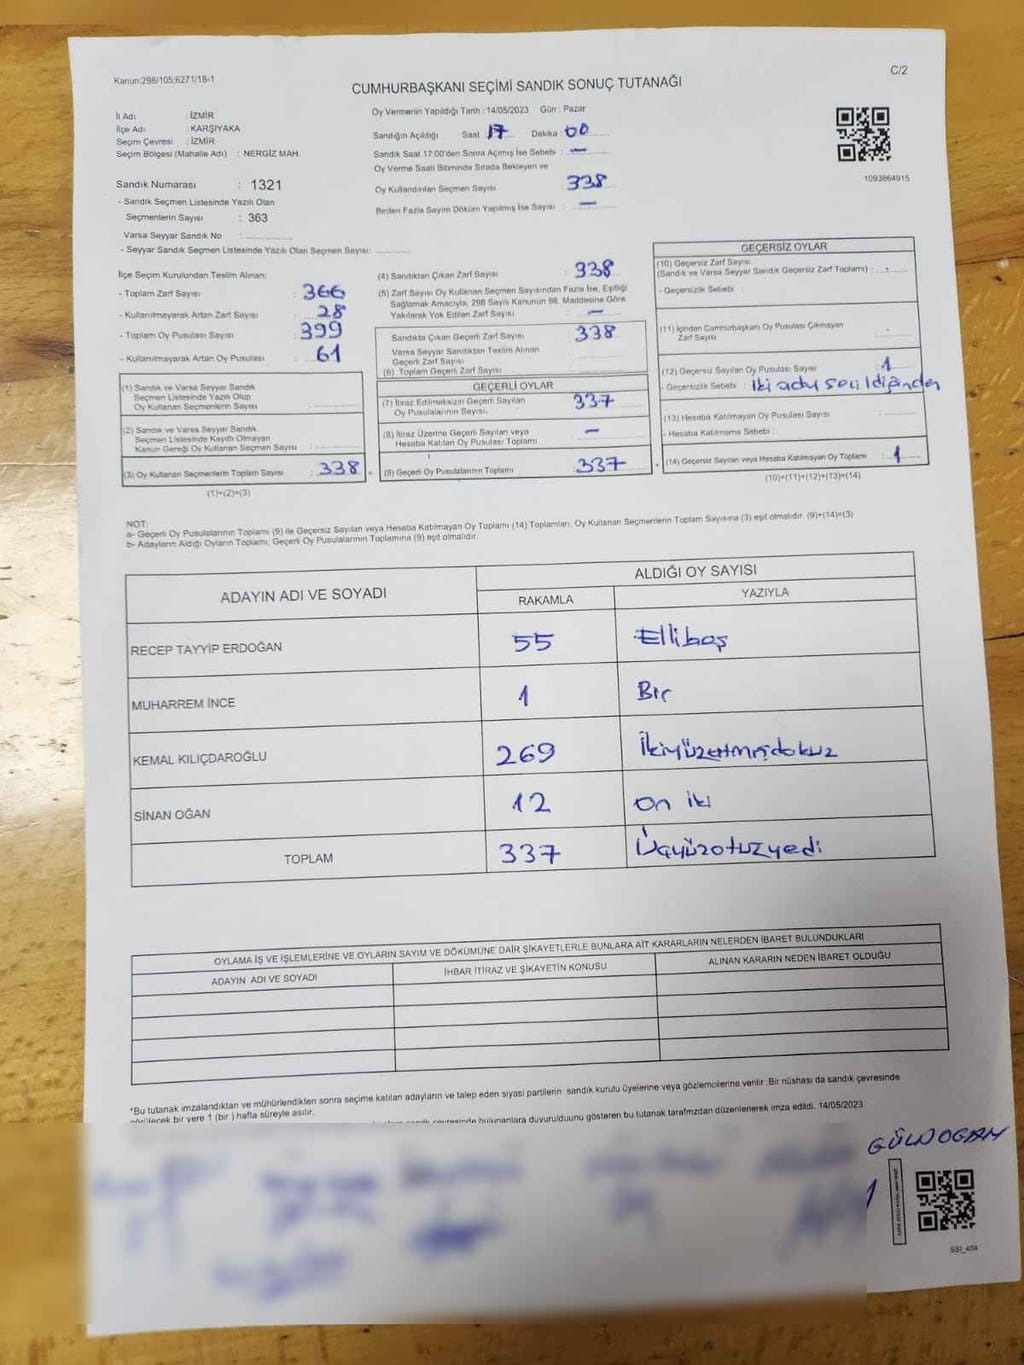 Kanun:298/105;6271/18-1
C/2
CUMHURBAŞKANI SEÇİMİ SANDIK SONUÇ TUTANAĞI
İl Adı : İZMİR
İlçe Adı : KARŞIYAKA
Seçim Çevresi : İZMİR
Seçim Bölgesi (Mahalle Adı) : NERGİZ MAH.
Sandık Numarası : 1321
- Sandık Seçmen Listesinde Yazılı Olan
Seçmenlerin Sayısı : 363
Varsa Seyyar Sandık No :
- Seyyar Sandık Seçmen Listesinde Yazılı Olan Seçmen Sayısı:
Oy Vermenin Yapıldığı Tarih : 14/05/2023 Gün : Pazar
Sandığın Açıldığı Saat 17 Dakika 00
Sandık Saat 17:00'den Sonra Açımış İse Sebebi : —
Oy Verme Saati Bitiminde Sırada Bekleyen ve
Oy Kullandırılan Seçmen Sayısı 338
Birden Fazla Sayım Döküm Yapılmış İse Sayısı : —
1093864915
İlçe Seçim Kurulundan Teslim Alınan:
- Toplam Zarf Sayısı : 366
- Kullanılmayarak Artan Zarf Sayısı : 28
- Toplam Oy Pusulası Sayısı : 399
- Kullanılmayarak Artan Oy Pusulası : 61
(1) Sandık ve Varsa Seyyar Sandık
Seçmen Listesinde Yazılı Olup
Oy Kullanan Seçmenlerin Sayısı :
(2) Sandık ve Varsa Seyyar Sandık
Seçmen Listesinde Kayıtlı Olmayan
Kanun Gereği Oy Kullanan Seçmen Sayısı :
(3) Oy Kullanan Seçmenlerin Toplam Sayısı : 338
(1)+(2)=(3)
(4) Sandıktan Çıkan Zarf Sayısı : 338
(5) Zarf Sayısı Oy Kullanan Seçmen Sayısından Fazla İse, Eşitliği
Sağlamak Amacıyla, 298 Sayılı Kanunun 98. Maddesine Göre
Yakılarak Yok Edilen Zarf Sayısı : —
Sandıkta Çıkan Geçerli Zarf Sayısı : 338
Varsa Seyyar Sandıktan Teslim Alınan
Geçerli Zarf Sayısı
(6) Toplam Geçerli Zarf Sayısı :
GEÇERLİ OYLAR
(7) İtiraz Edilmeksizin Geçerli Sayılan
Oy Pusulalarının Sayısı. 337
(8) İtiraz Üzerine Geçerli Sayılan veya
Hesaba Katılan Oy Pusulası Toplamı —
(9) Geçerli Oy Pusulalarının Toplamı : 337
GEÇERSİZ OYLAR
(10) Geçersiz Zarf Sayısı
(Sandık ve Varsa Seyyar Sandık Geçersiz Zarf Toplamı) :
- Geçersizlik Sebebi :
(11) İçinden Cumhurbaşkanı Oy Pusulası Çıkmayan
Zarf Sayısı
(12) Geçersiz Sayılan Oy Pusulası Sayısı : 1
- Geçersizlik Sebebi : iki aday seçildiğinden
(13) Hesaba Katılmayan Oy Pusulası Sayısı :
- Hesaba Katılmama Sebebi :
(14) Geçersiz Sayılan veya Hesaba Katılmayan Oy Toplamı : 1
(10)+(11)+(12)+(13)=(14)
NOT:
a- Geçerli Oy Pusulalarının Toplamı (9) ile Geçersiz Sayılan veya Hesaba Katılmayan Oy Toplamı (14) Toplamları, Oy Kullanan Seçmenlerin Toplam Sayısına (3) eşit olmalıdır. (9)+(14)=(3)
b- Adayların Aldığı Oyların Toplamı, Geçerli Oy Pusulalarının Toplamına (9) eşit olmalıdır.
ADAYIN ADI VE SOYADI ALDIĞI OY SAYISI
RAKAMLA YAZIYLA
RECEP TAYYİP ERDOĞAN 55 Ellibeş
MUHARREM İNCE 1 Bir
KEMAL KILIÇDAROĞLU 269 İkiyüzatmışdokuz
SİNAN OĞAN 12 on iki
TOPLAM 337 Üçyüzotuzyedi
OYLAMA İŞ VE İŞLEMLERİNE VE OYLARIN SAYIM VE DÖKÜMÜNE DAİR ŞİKAYETLERLE BUNLARA AİT KARARLARIN NELERDEN İBARET BULUNDUKLARI
ADAYIN ADI VE SOYADI İHBAR İTİRAZ VE ŞİKAYETİN KONUSU ALINAN KARARIN NEDEN İBARET OLDUĞU
*Bu tutanak imzalandıktan ve mühürlendikten sonra seçime katılan adayların ve talep eden siyasi partilerin sandık kurulu üyelerine veya gözlemcilerine verilir. Bir nüshası da sandık çevresinde
görülecek bir yere 1 (bir ) hafta süreyle asılır.
bulunanlara duyurulduunu gösteren bu tutanak tarafımzdan düzenlenerek imza edildi. 14/05/2023
GÜL DOGAN
SSI_404